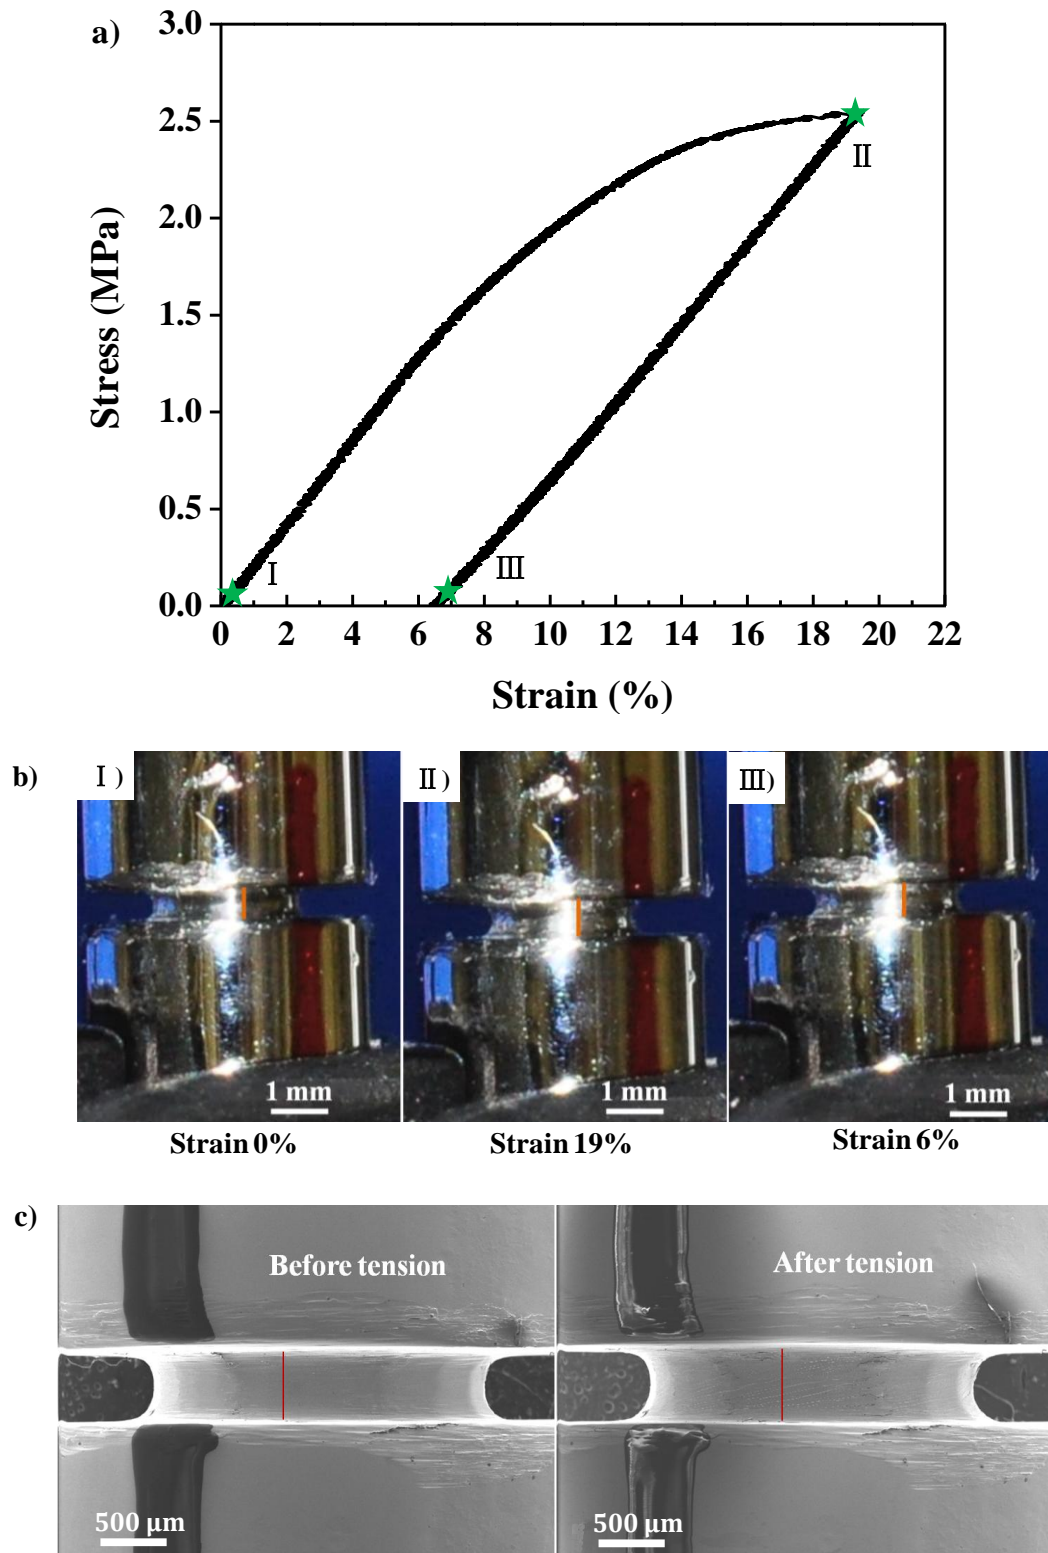 a)
3.0
2.5
2.0
1.5
1.0
0.5
0.0
Stress (MPa)
Ⅰ
Ⅱ
Ⅲ
0 2 4 6 8 10 12 14 16 18 20 22
Strain (%)
b)
Ⅰ )
Ⅱ )
Ⅲ)
1 mm
1 mm
1 mm
Strain 0%
Strain 19%
Strain 6%
c)
Before tension
After tension
500 μm
500 μm